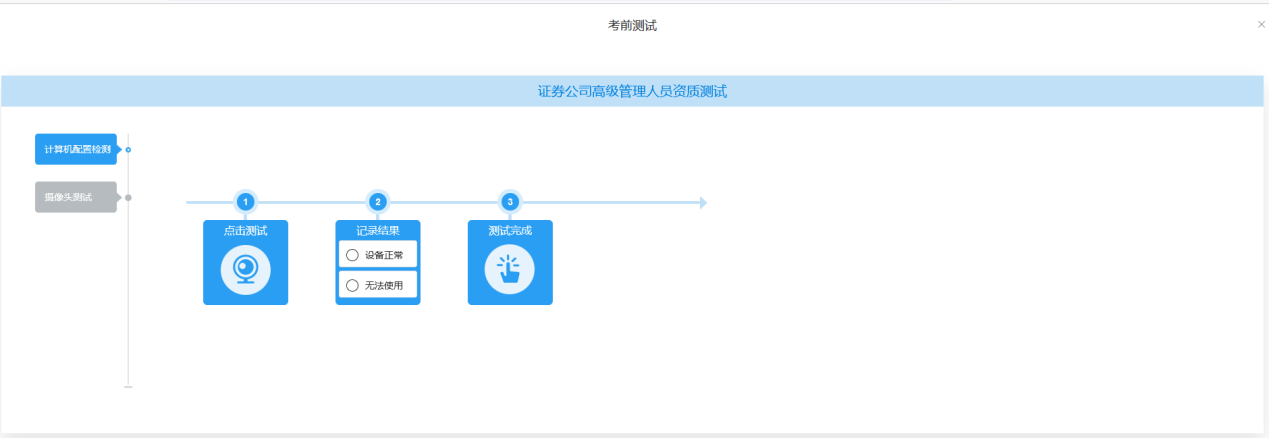 考前测试
×
证券公司高级管理人员资质测试
计算机配置检测
摄像头测试
1 2 3
点击测试 记录结果 测试完成
设备正常
无法使用